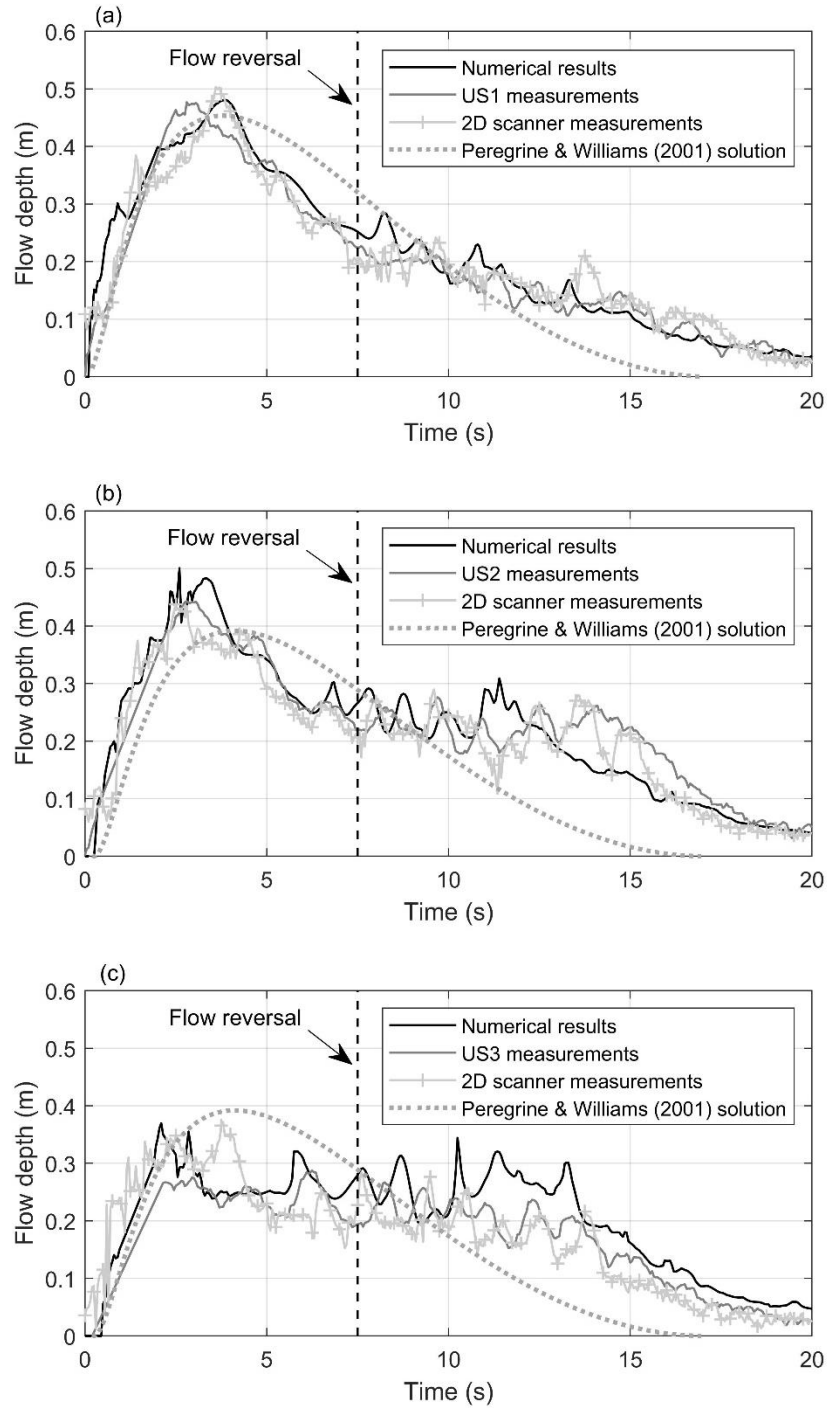 (a)
0.6
0.5
0.4
0.3
0.2
0.1
0
Flow depth (m)
Flow reversal
Numerical results
US1 measurements
2D scanner measurements
Peregrine & Williams (2001) solution
0 5 10 15 20
Time (s)
(b)
0.6
0.5
0.4
0.3
0.2
0.1
0
Flow depth (m)
Flow reversal
Numerical results
US2 measurements
2D scanner measurements
Peregrine & Williams (2001) solution
0 5 10 15 20
Time (s)
(c)
0.6
0.5
0.4
0.3
0.2
0.1
0
Flow depth (m)
Flow reversal
Numerical results
US3 measurements
2D scanner measurements
Peregrine & Williams (2001) solution
0 5 10 15 20
Time (s)